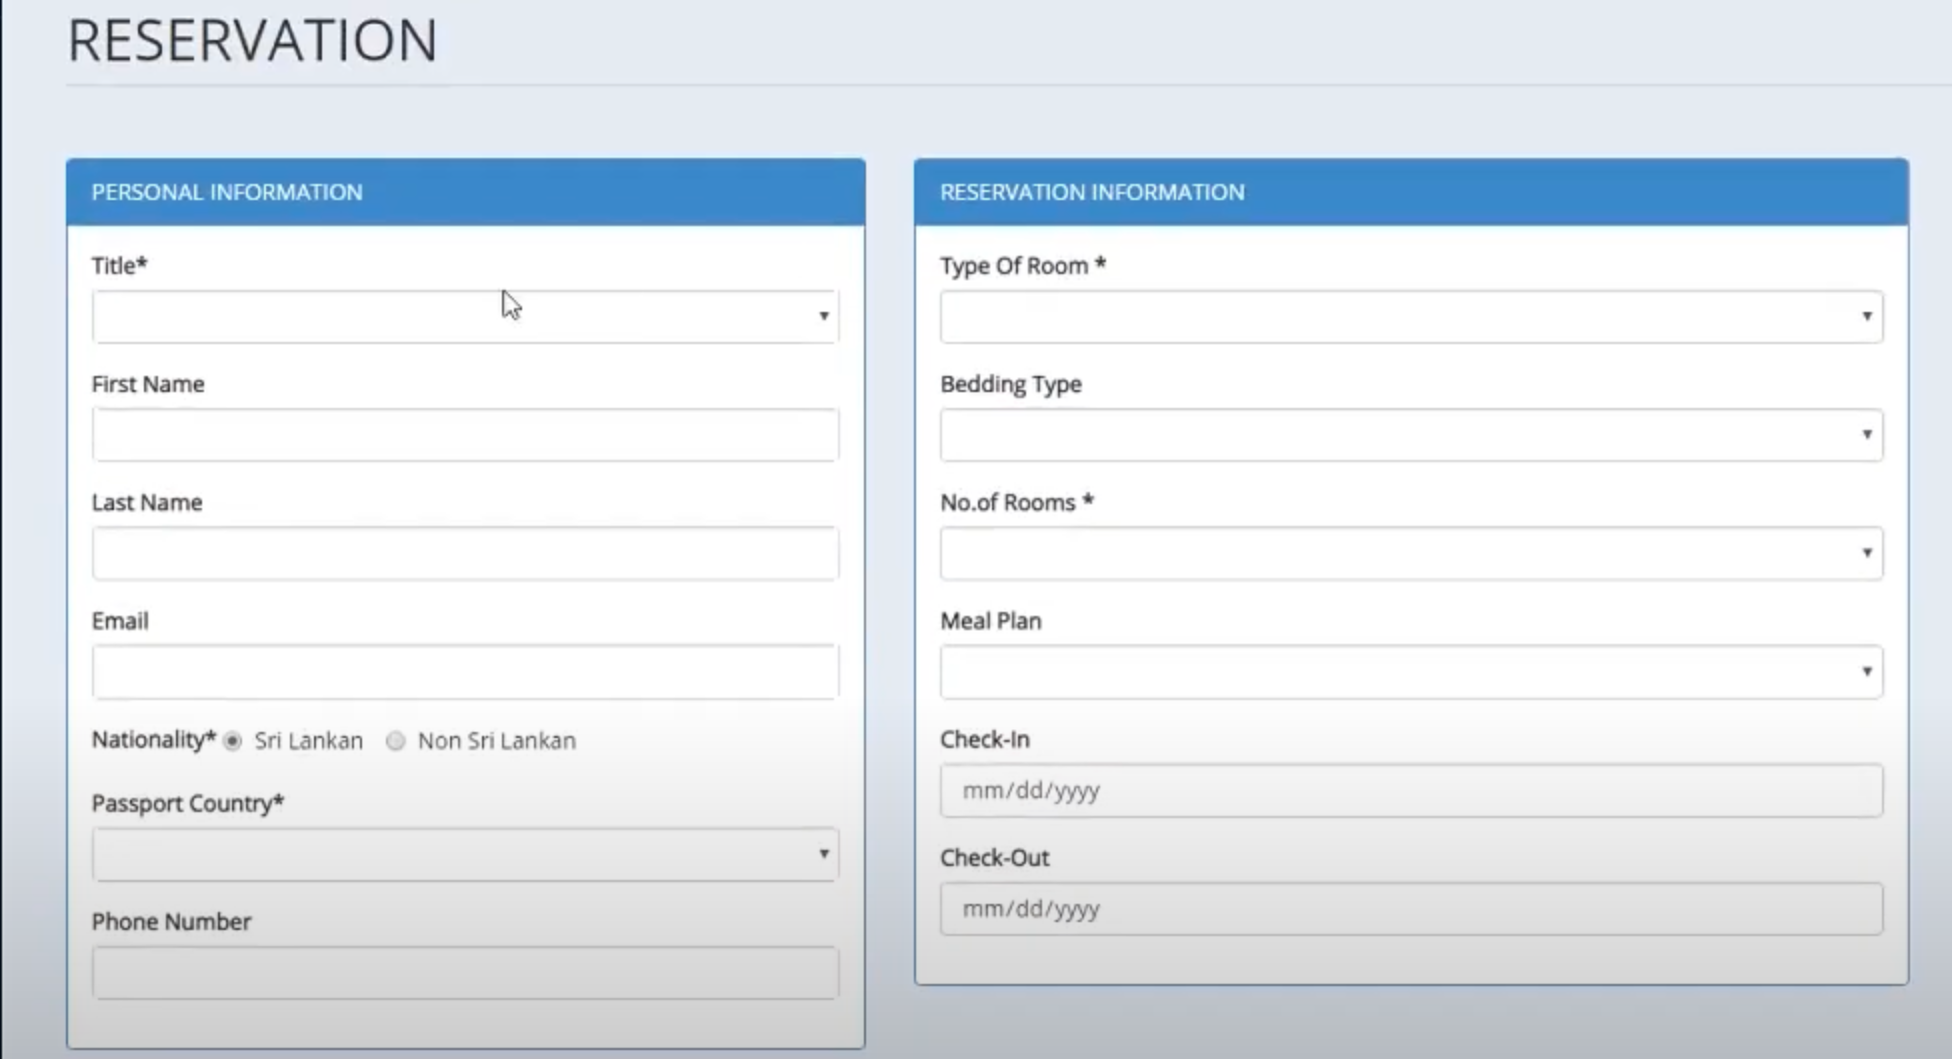 RESERVATION
PERSONAL INFORMATION
Title*
First Name
Last Name
Email
Nationality* Sri Lankan Non Sri Lankan
Passport Country*
Phone Number
RESERVATION INFORMATION
Type Of Room *
Bedding Type
No.of Rooms *
Meal Plan
Check-In
mm/dd/yyyy
Check-Out
mm/dd/yyyy